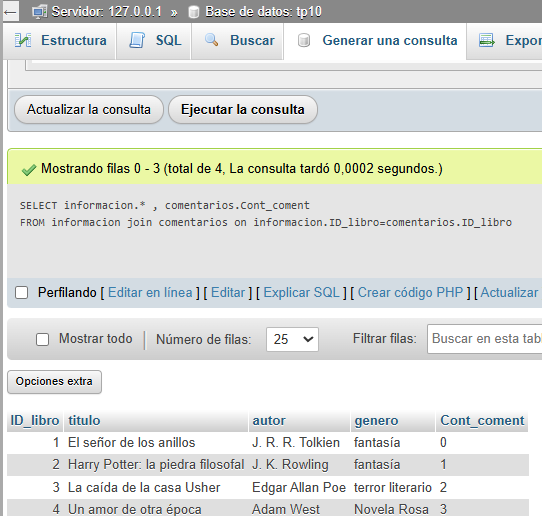 ← Servidor: 127.0.0.1 » Base de datos: tp10
Estructura SQL Buscar Generar una consulta Expor
Actualizar la consulta Ejecutar la consulta
Mostrando filas 0 - 3 (total de 4, La consulta tardó 0,0002 segundos.)
SELECT informacion.* , comentarios.Cont_coment
FROM informacion join comentarios on informacion.ID_libro=comentarios.ID_libro
Perfilando [ Editar en línea ] [ Editar ] [ Explicar SQL ] [ Crear código PHP ] [ Actualizar
Mostrar todo Número de filas: 25 Filtrar filas: Buscar en esta tabl
Opciones extra
ID_libro titulo autor genero Cont_coment
1 El señor de los anillos J. R. R. Tolkien fantasía 0
2 Harry Potter: la piedra filosofal J. K. Rowling fantasía 1
3 La caída de la casa Usher Edgar Allan Poe terror literario 2
4 Un amor de otra época Adam West Novela Rosa 3